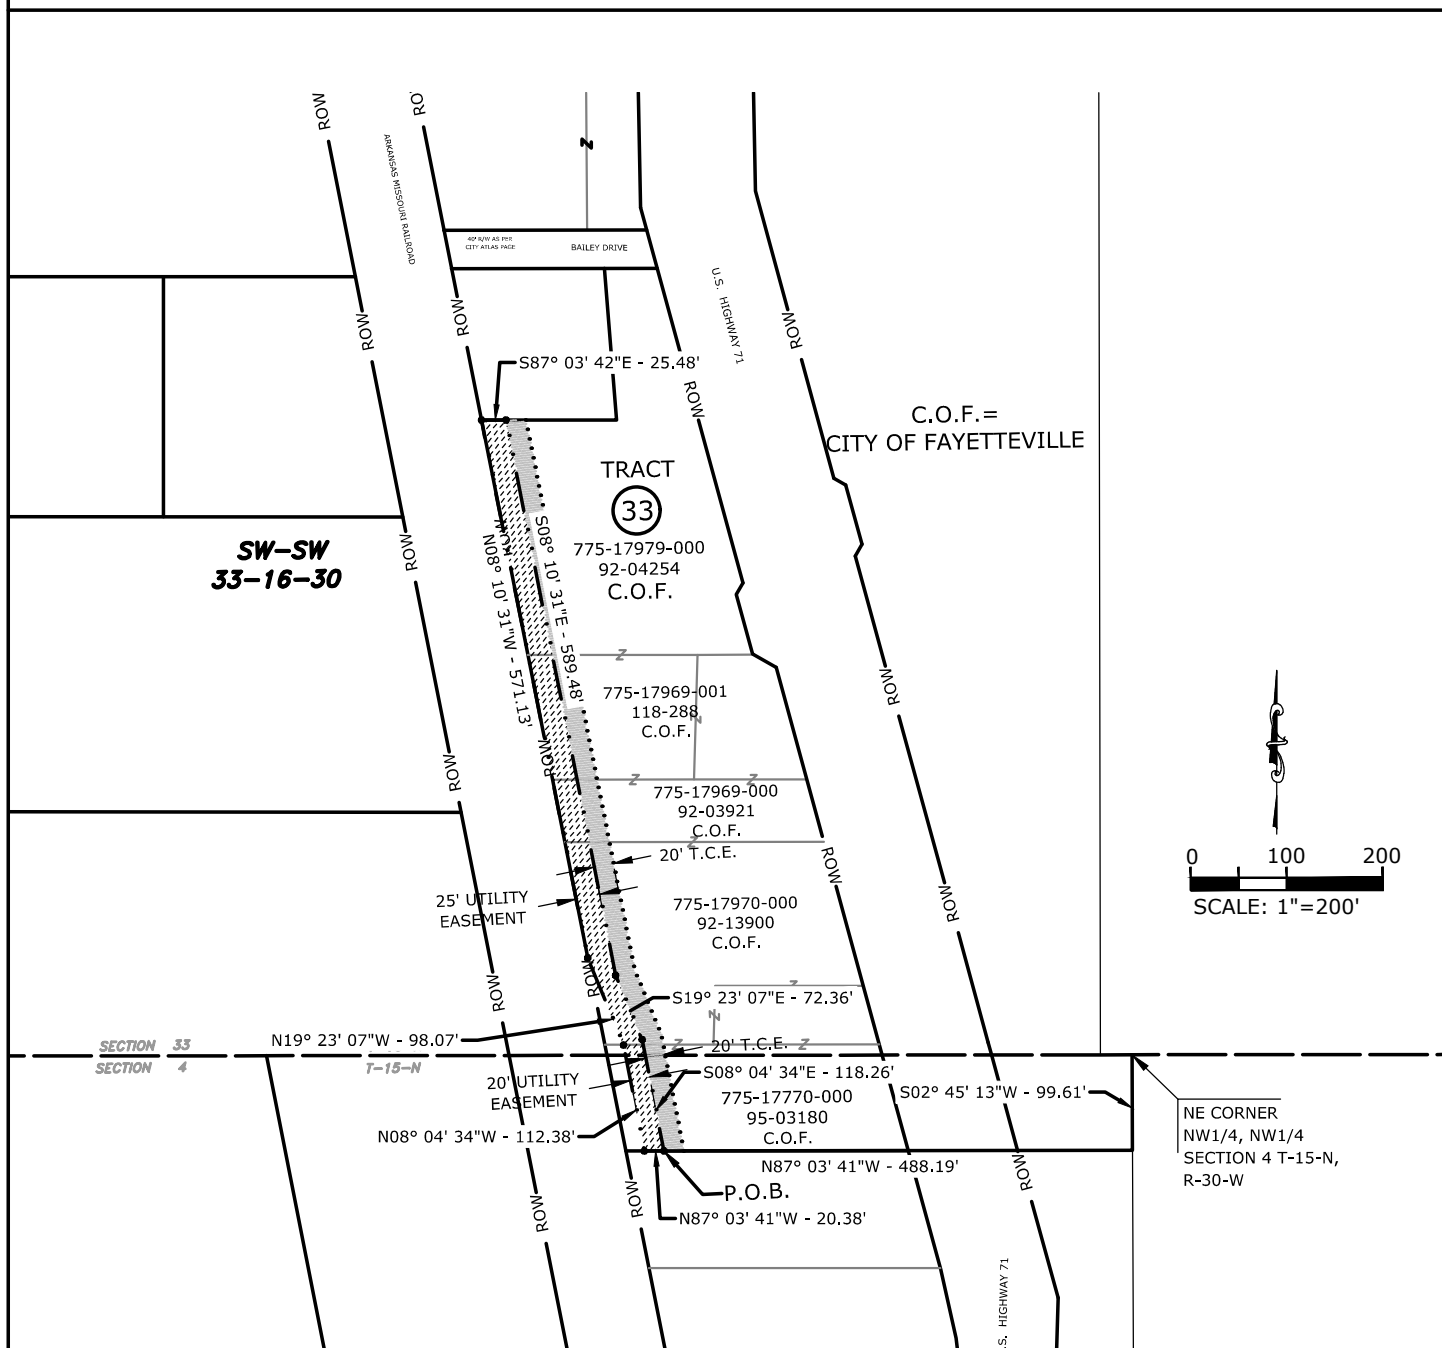 ROW
ROW
ARKANSAS MISSOURI RAILROAD
Z
40' R/W AS PER
CITY ATLAS PAGE
BAILEY DRIVE
U.S. HIGHWAY 71
ROW
ROW
ROW
S87° 03' 42"E - 25.48'
ROW
C.O.F.=
CITY OF FAYETTEVILLE
TRACT
33
775-17979-000
92-04254
C.O.F.
SW-SW
33-16-30
ROW
ROW
N08° 10' 31"W - 571.13'
S08° 10' 31"E - 589.48'
Z
775-17969-001
118-288
C.O.F.
Z
ROW
ROW
ROW
Z
Z
775-17969-000
92-03921
C.O.F.
Z
20' T.C.E.
ROW
0 100 200
SCALE: 1"=200'
25' UTILITY
EASEMENT
775-17970-000
92-13900
C.O.F.
ROW
ROW
ROW
Z
S19° 23' 07"E - 72.36'
Z
N19° 23' 07"W - 98.07'
SECTION 33
SECTION 4
T-15-N
Z
20' T.C.E.
Z
20' UTILITY
EASEMENT
S08° 04' 34"E - 118.26'
775-17770-000
95-03180
C.O.F.
S02° 45' 13"W - 99.61'
NE CORNER
NW1/4, NW1/4
SECTION 4 T-15-N,
R-30-W
N08° 04' 34"W - 112.38'
N87° 03' 41"W - 488.19'
ROW
P.O.B.
ROW
ROW
N87° 03' 41"W - 20.38'
.S. HIGHWAY 71